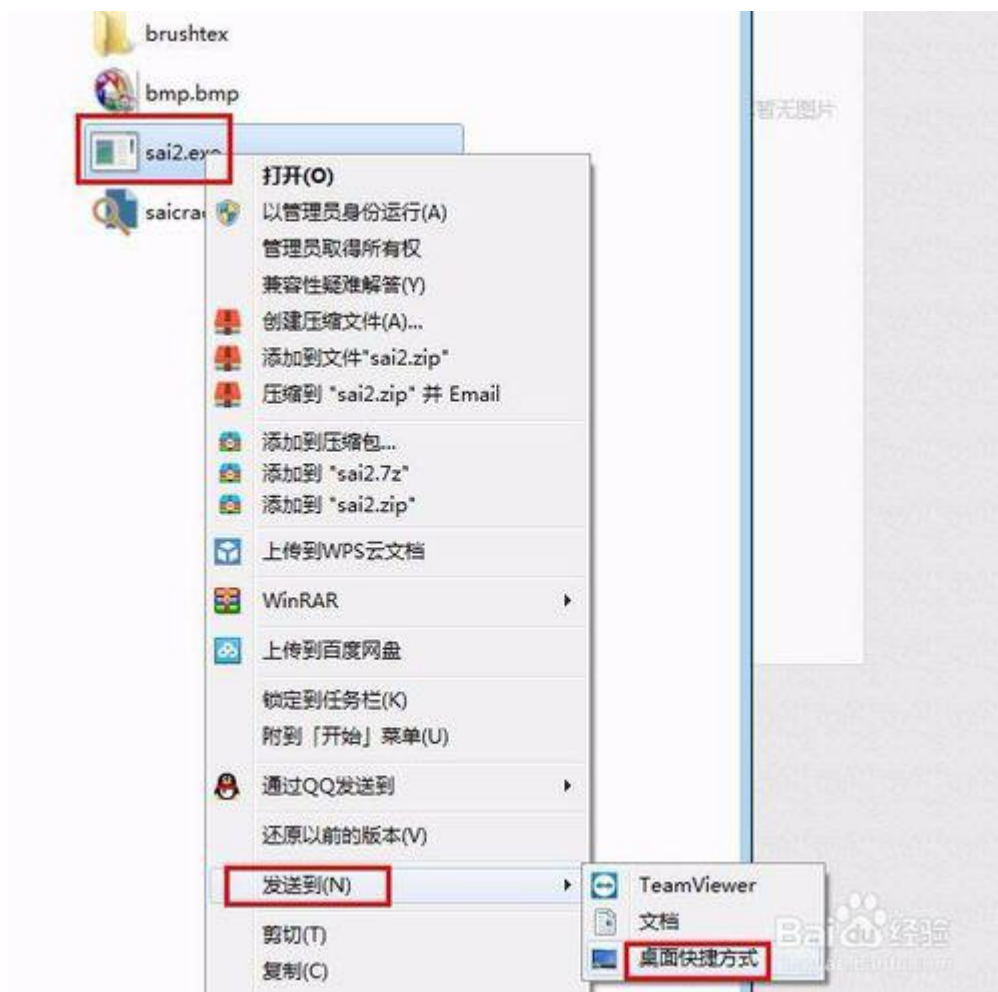 brushtex
bmp.bmp
暂无图片
sai2.exe
打开(O)
以管理员身份运行(A)
管理员取得所有权
兼容性疑难解答(Y)
创建压缩文件(A)...
添加到文件"sai2.zip"
压缩到 "sai2.zip" 并 Email
添加到压缩包...
添加到 "sai2.7z"
添加到 "sai2.zip"
上传到WPS云文档
WinRAR
上传到百度网盘
锁定到任务栏(K)
附到「开始」菜单(U)
通过QQ发送到
还原以前的版本(V)
发送到(N)
TeamViewer
文档
桌面快捷方式
剪切(T)
复制(C)
Baidu 经验